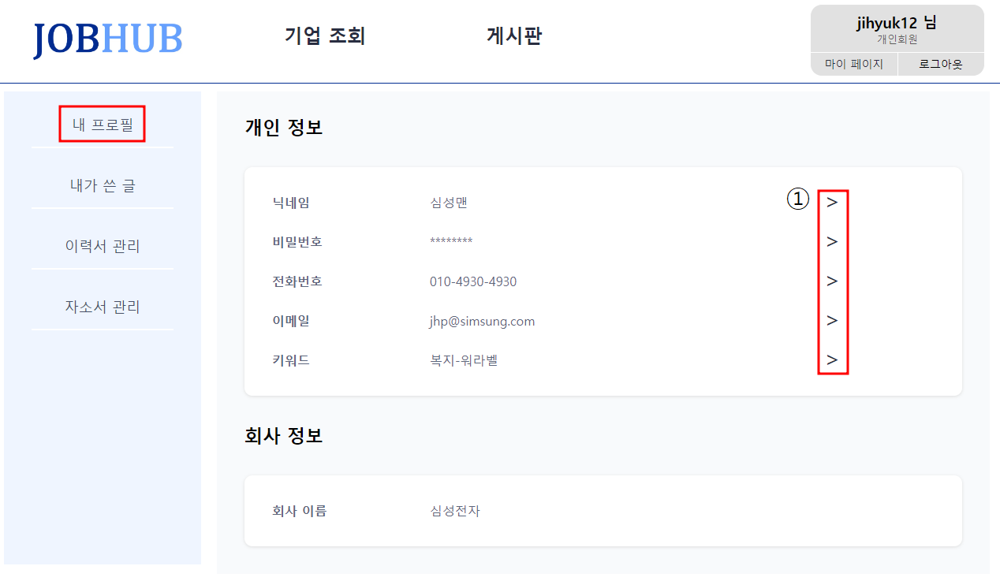 JOBHUB
기업 조회
게시판
jihyuk12 님
개인회원
마이 페이지
로그아웃
내 프로필
내가 쓴 글
이력서 관리
자소서 관리
개인 정보
닉네임 심성맨 ① >
비밀번호 ******** >
전화번호 010-4930-4930 >
이메일 jhp@simsung.com >
키워드 복지-워라벨 >
회사 정보
회사 이름 심성전자